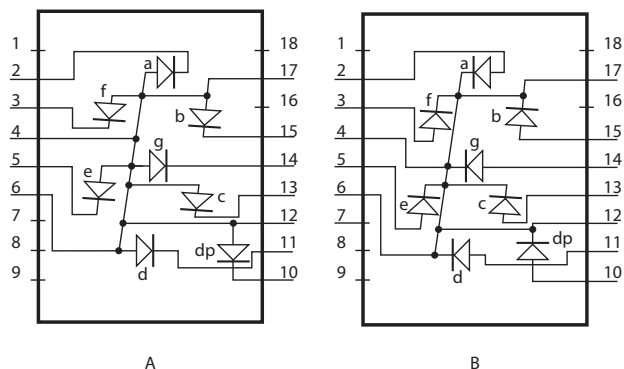 1 18 1 18
2 a 17 2 a 17
3 f 16 3 f 16
b b
4 15 4 15
g g
5 14 5 14
e e
6 c 13 6 c 13
7 12 7 12
8 dp 11 8 dp 11
d d
9 10 9 10
A B